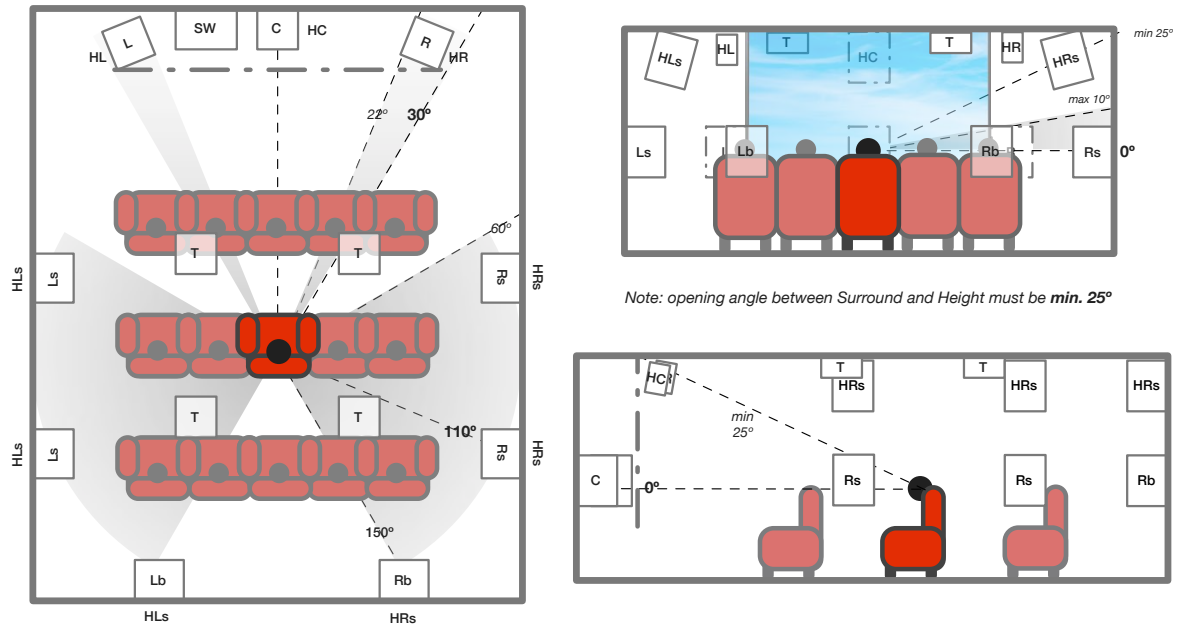 L
SW
C
HC
R
HL
HR
22º
30º
60º
T
T
HLs
Ls
Rs
HRs
T
T
110º
HLs
Ls
Rs
HRs
150º
Lb
Rb
HLs
HRs
HLs
HL
T
HC
T
HR
HRs
min 25º
max 10º
Ls
Lb
Rb
Rs
0º
Note: opening angle between Surround and Height must be min. 25º
HC
T
HRs
T
HRs
HRs
min
25º
C
0º
Rs
Rs
Rb